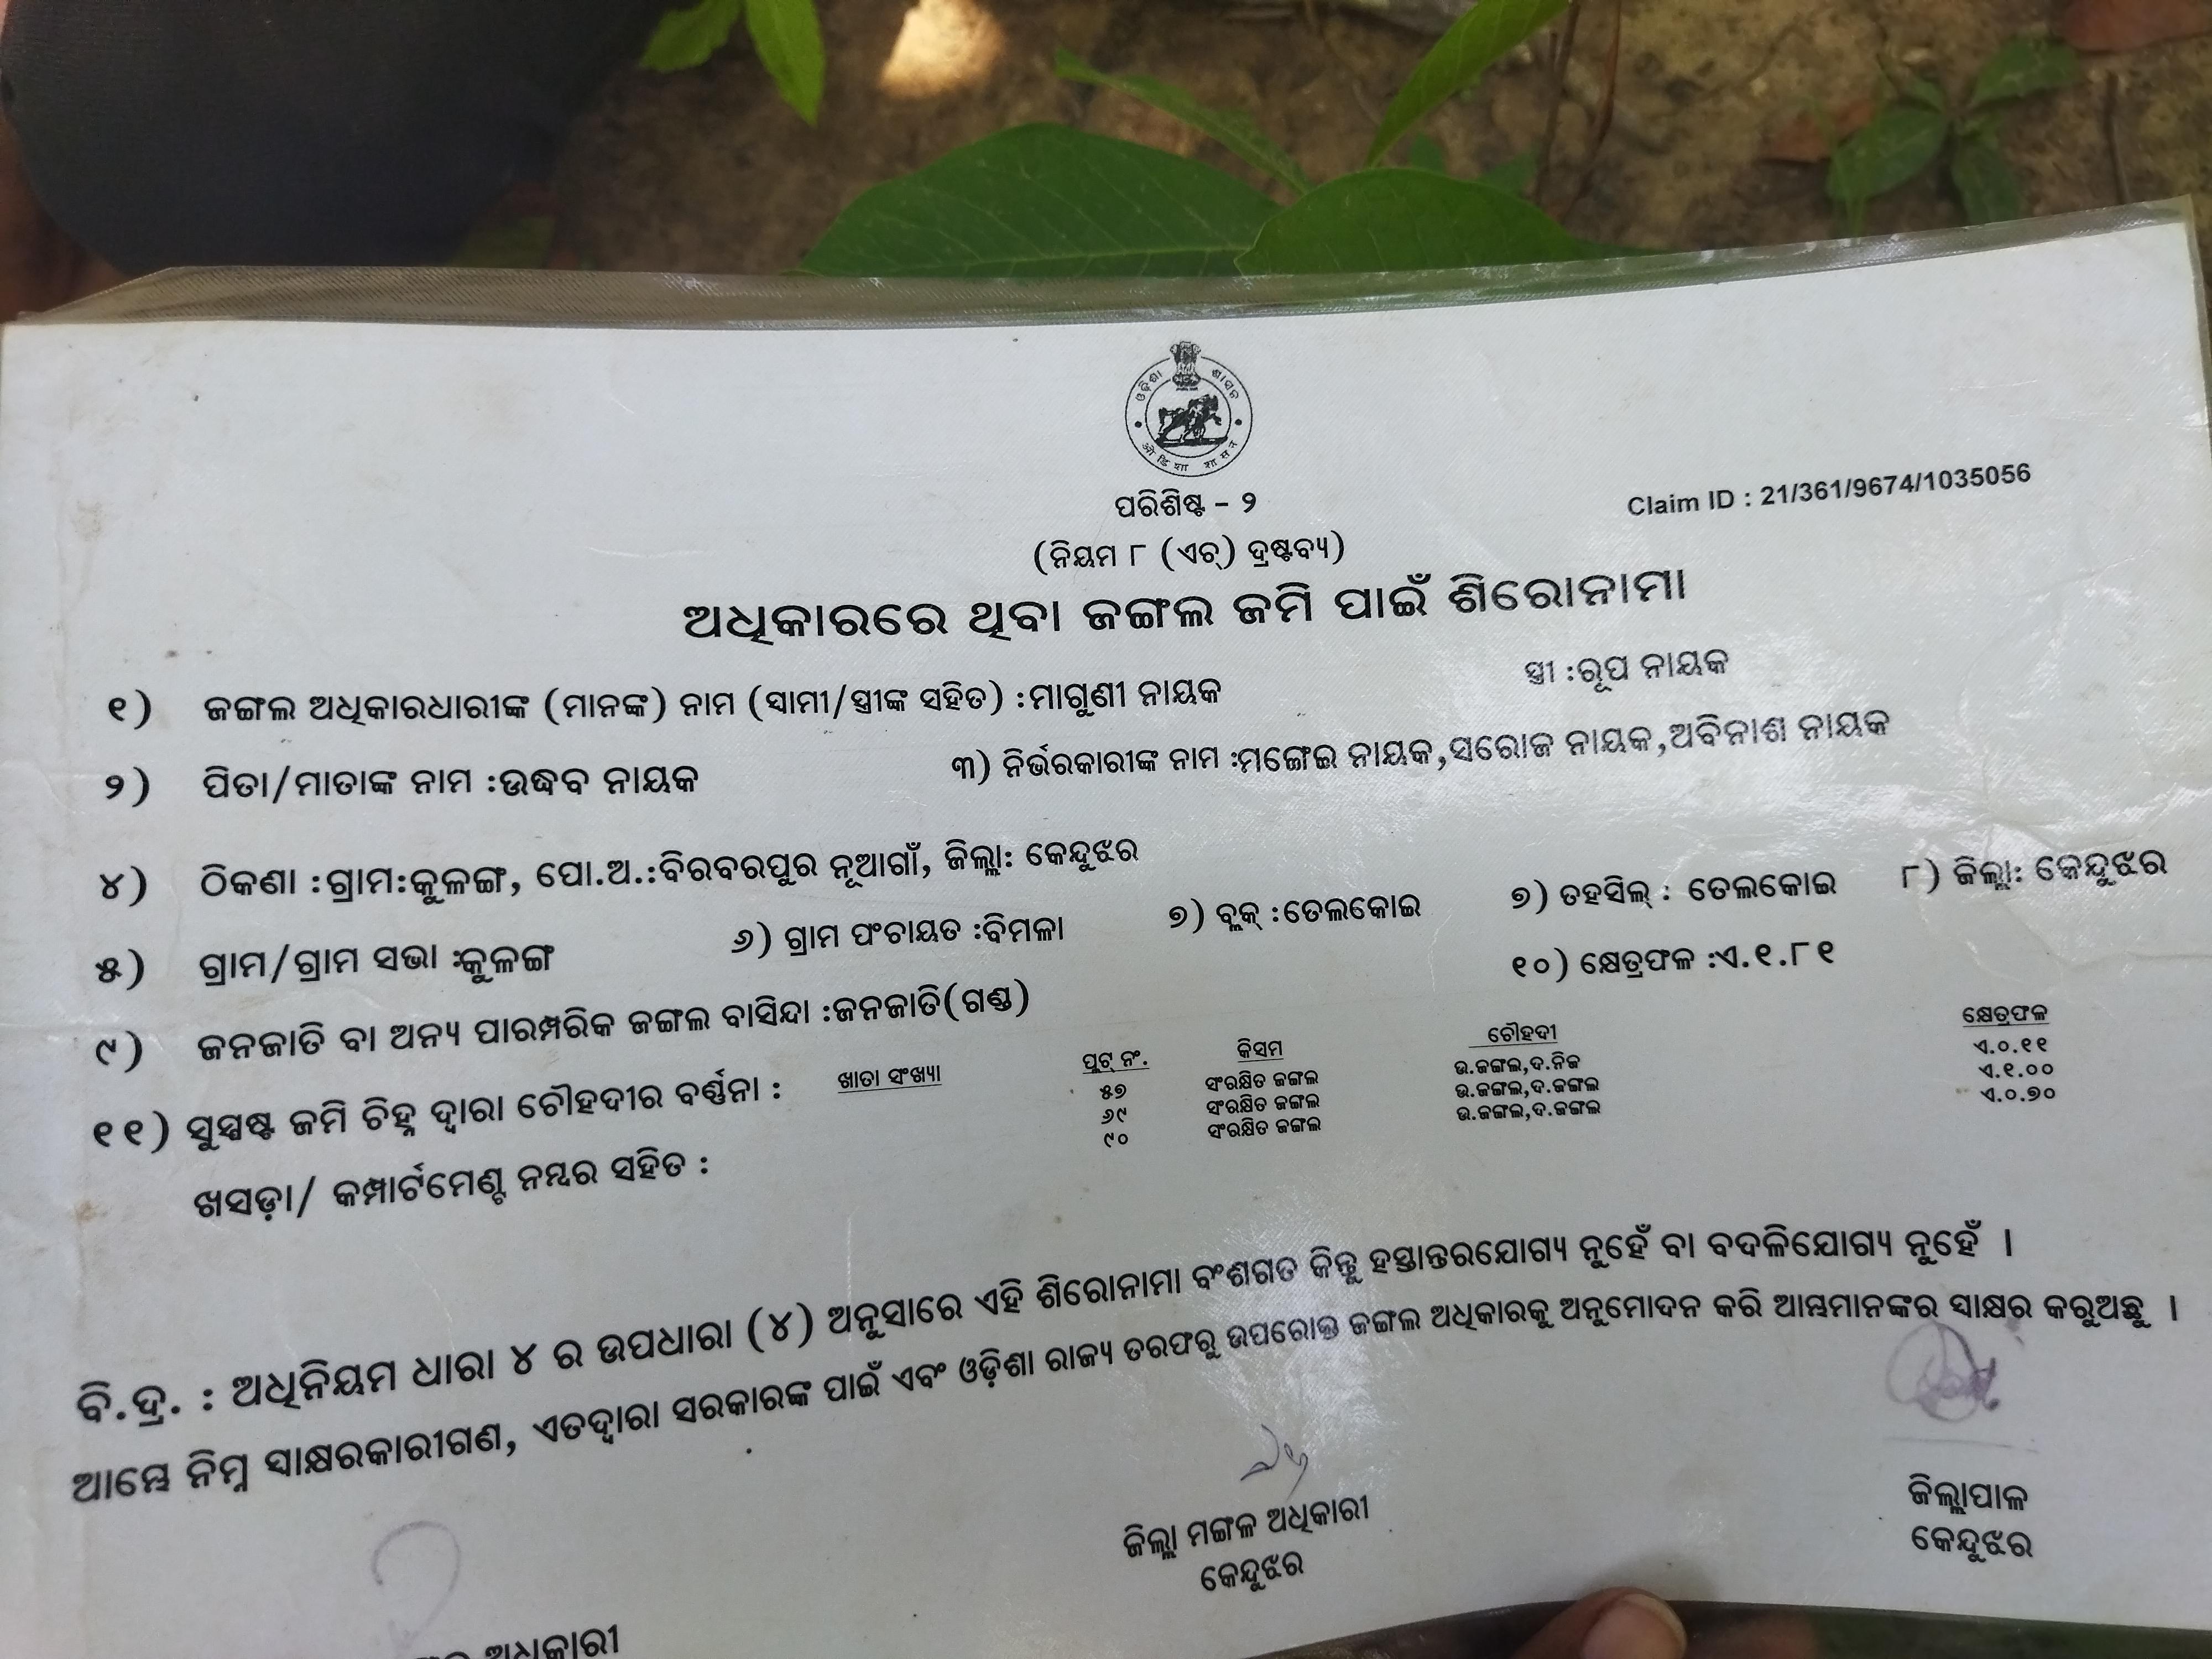 ଓଡ଼ିଶା ଶାସନ
ओडिशा शासन
ପରିଶିଷ୍ଟ - ୨
Claim ID : 21/361/9674/1035056
(ନିୟମ ୮ (ଏଚ୍) ଦ୍ରଷ୍ଟବ୍ୟ)
ଅଧିକାରରେ ଥିବା ଜଙ୍ଗଲ ଜମି ପାଇଁ ଶିରୋନାମା
୧) ଜଙ୍ଗଲ ଅଧିକାରଧାରୀଙ୍କ (ମାନଙ୍କ) ନାମ (ସ୍ୱାମୀ/ସ୍ତ୍ରୀଙ୍କ ସହିତ) :ମାଗୁଣୀ ନାୟକ ସ୍ତ୍ରୀ :ରୂପ ନାୟକ
୨) ପିତା/ମାତାଙ୍କ ନାମ :ଉଦ୍ଧବ ନାୟକ ୩) ନିର୍ଭରକାରୀଙ୍କ ନାମ :ମଙ୍ଗେଇ ନାୟକ,ସରୋଜ ନାୟକ,ଅବିନାଶ ନାୟକ
୪) ଠିକଣା :ଗ୍ରାମ:କୁଳଙ୍ଗ, ପୋ.ଅ.:ବିରବରପୁର ନୂଆଗାଁ, ଜିଲ୍ଲା: କେନ୍ଦୁଝର
୫) ଗ୍ରାମ/ଗ୍ରାମ ସଭା :କୁଳଙ୍ଗ ୬) ଗ୍ରାମ ପଂଚାୟତ :ବିମଳା ୭) ବ୍ଲକ୍ :ତେଲକୋଇ ୭) ତହସିଲ୍ : ତେଲକୋଇ ୮) ଜିଲ୍ଲା: କେନ୍ଦୁଝର
୯) ଜନଜାତି ବା ଅନ୍ୟ ପାରମ୍ପରିକ ଜଙ୍ଗଲ ବାସିନ୍ଦା :ଜନଜାତି(ଗଣ୍ଡ) ୧୦) କ୍ଷେତ୍ରଫଳ :ଏ.୧.୮୧
୧୧) ସୁସ୍ପଷ୍ଟ ଜମି ଚିହ୍ନ ଦ୍ୱାରା ଚୌହଦୀର ବର୍ଣ୍ଣନା : ଖାତା ସଂଖ୍ୟା ପ୍ଲଟ୍ ନଂ. କିସମ ଚୌହଦୀ କ୍ଷେତ୍ରଫଳ
୫୭ ସଂରକ୍ଷିତ ଜଙ୍ଗଲ ଉ.ଜଙ୍ଗଲ,ଦ.ନିଜ ଏ.୦.୧୧
୬୯ ସଂରକ୍ଷିତ ଜଙ୍ଗଲ ଉ.ଜଙ୍ଗଲ,ଦ.ଜଙ୍ଗଲ ଏ.୧.୦୦
୯୦ ସଂରକ୍ଷିତ ଜଙ୍ଗଲ ଉ.ଜଙ୍ଗଲ,ଦ.ଜଙ୍ଗଲ ଏ.୦.୭୦
ଖସଡ଼ା/ କମ୍ପାର୍ଟମେଣ୍ଟ ନମ୍ବର ସହିତ :
ବି.ଦ୍ର. : ଅଧିନିୟମ ଧାରା ୪ ର ଉପଧାରା (୪) ଅନୁସାରେ ଏହି ଶିରୋନାମା ବଂଶଗତ କିନ୍ତୁ ହସ୍ତାନ୍ତରଯୋଗ୍ୟ ନୁହେଁ ବା ବଦଳିଯୋଗ୍ୟ ନୁହେଁ ।
ଆମ୍ଭେ ନିମ୍ନ ସାକ୍ଷରକାରୀଗଣ, ଏତଦ୍ୱାରା ସରକାରଙ୍କ ପାଇଁ ଏବଂ ଓଡ଼ିଶା ରାଜ୍ୟ ତରଫରୁ ଉପରୋକ୍ତ ଜଙ୍ଗଲ ଅଧିକାରକୁ ଅନୁମୋଦନ କରି ଆମ୍ଭମାନଙ୍କର ସାକ୍ଷର କରୁଅଛୁ ।
ଜିଲ୍ଲା ମଙ୍ଗଳ ଅଧିକାରୀ
କେନ୍ଦୁଝର
ଜିଲ୍ଲାପାଳ
କେନ୍ଦୁଝର
ଅଧିକାରୀ